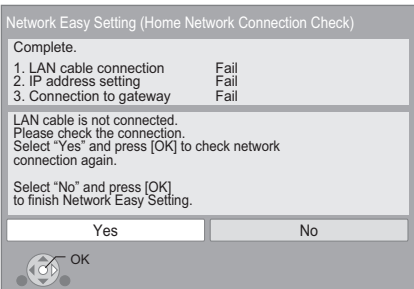 Network Easy Setting (Home Network Connection Check)
Complete.
1. LAN cable connection Fail
2. IP address setting Fail
3. Connection to gateway Fail
LAN cable is not connected.
Please check the connection.
Select “Yes” and press [OK] to check network
connection again.
Select “No” and press [OK]
to finish Network Easy Setting.
Yes No
OK